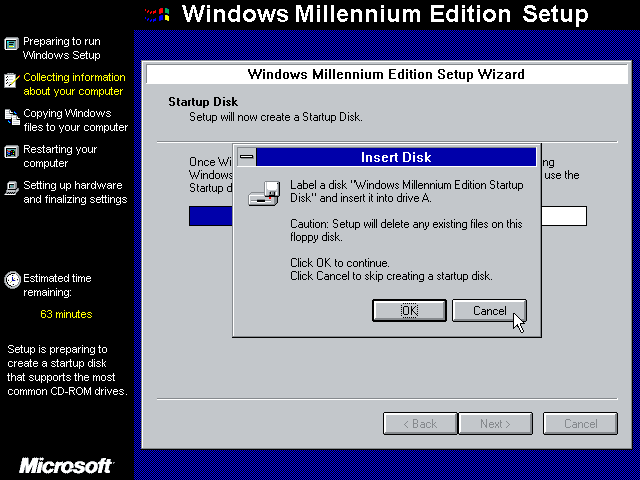 Windows Millennium Edition Setup
Preparing to run
Windows Setup
Collecting information
about your computer
Copying Windows
files to your computer
Restarting your
computer
Setting up hardware
and finalizing settings
Estimated time
remaining:
63 minutes
Setup is preparing to
create a startup disk
that supports the most
common CD-ROM drives.
Microsoft
Windows Millennium Edition Setup Wizard
Startup Disk
Setup will now create a Startup Disk.
Once Wi
ng
Windows
use the
Startup d
Insert Disk
Label a disk "Windows Millennium Edition Startup
Disk" and insert it into drive A.
Caution: Setup will delete any existing files on this
floppy disk.
Click OK to continue.
Click Cancel to skip creating a startup disk.
OK
Cancel
< Back
Next >
Cancel